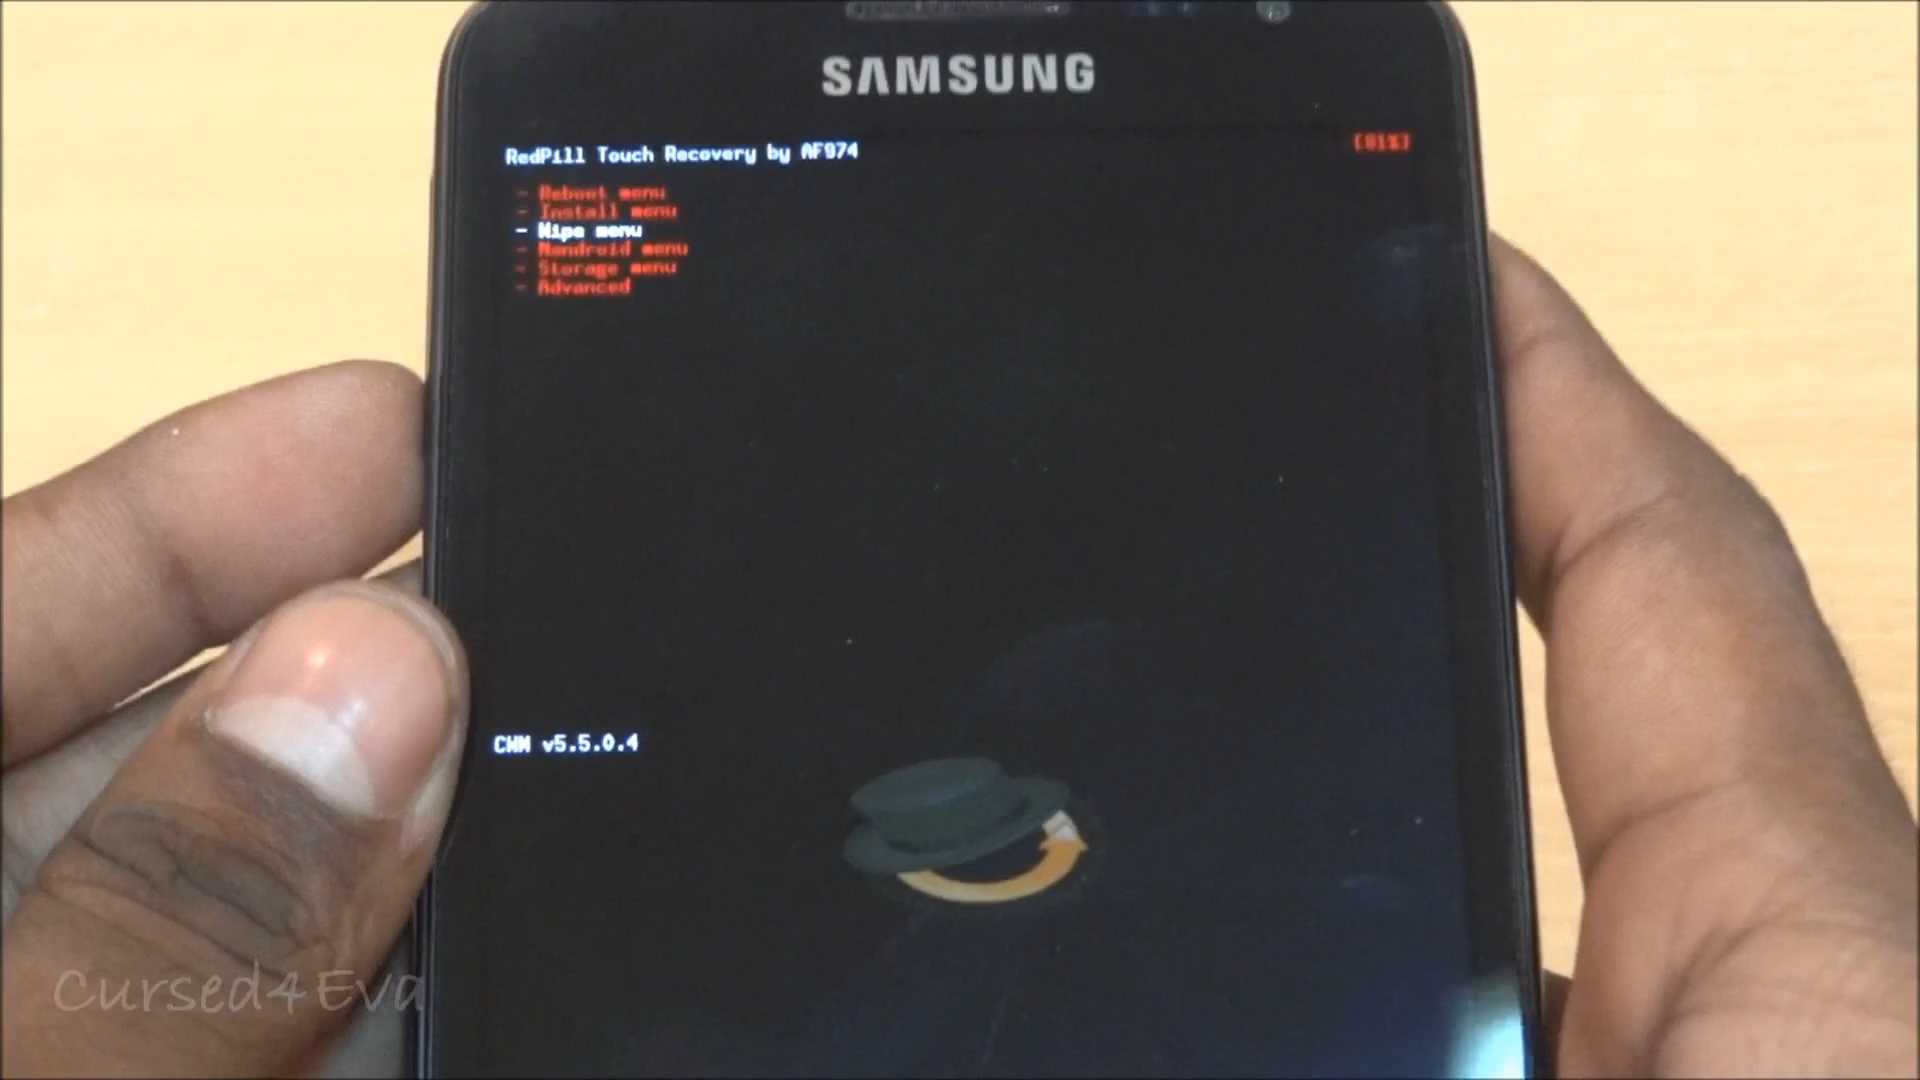 SAMSUNG
RedPill Touch Recovery by AF974
[81%]
- Reboot menu
- Install menu
- Wipe menu
- Nandroid menu
- Storage menu
- Advanced
CWM v5.5.0.4
Cursed4Eva